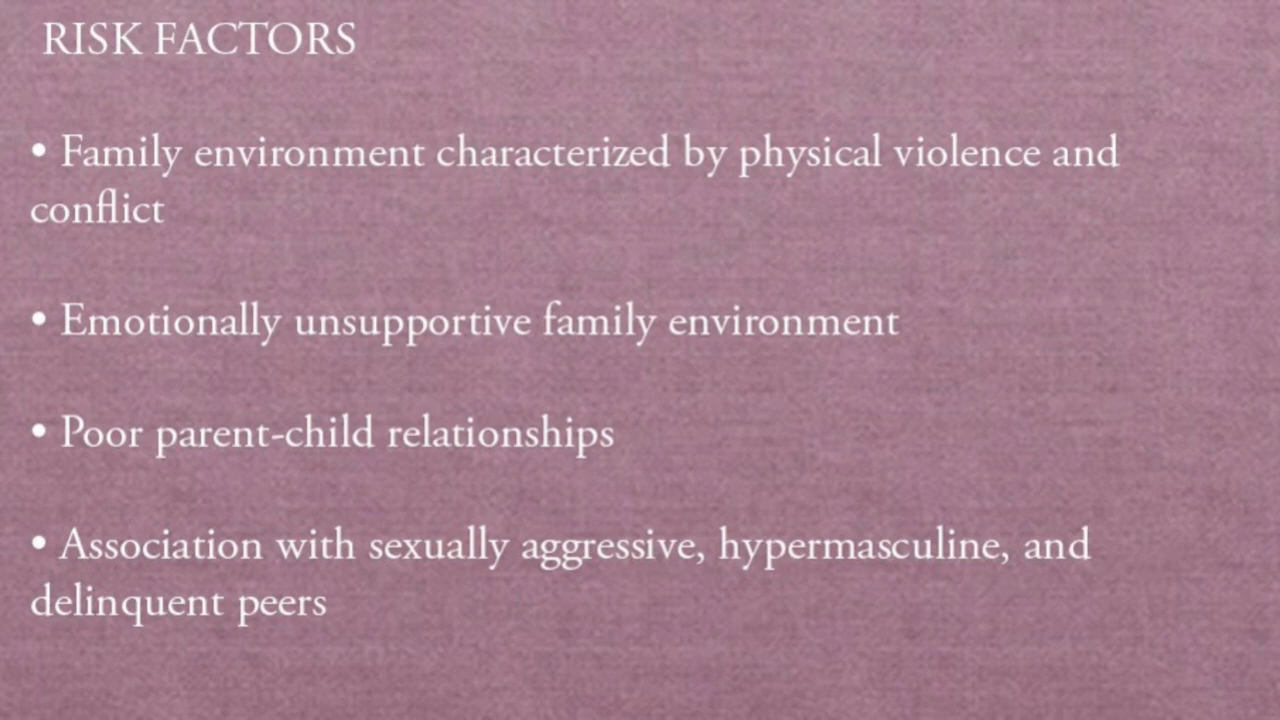 RISK FACTORS
• Family environment characterized by physical violence and
conflict
• Emotionally unsupportive family environment
• Poor parent-child relationships
• Association with sexually aggressive, hypermasculine, and
delinquent peers